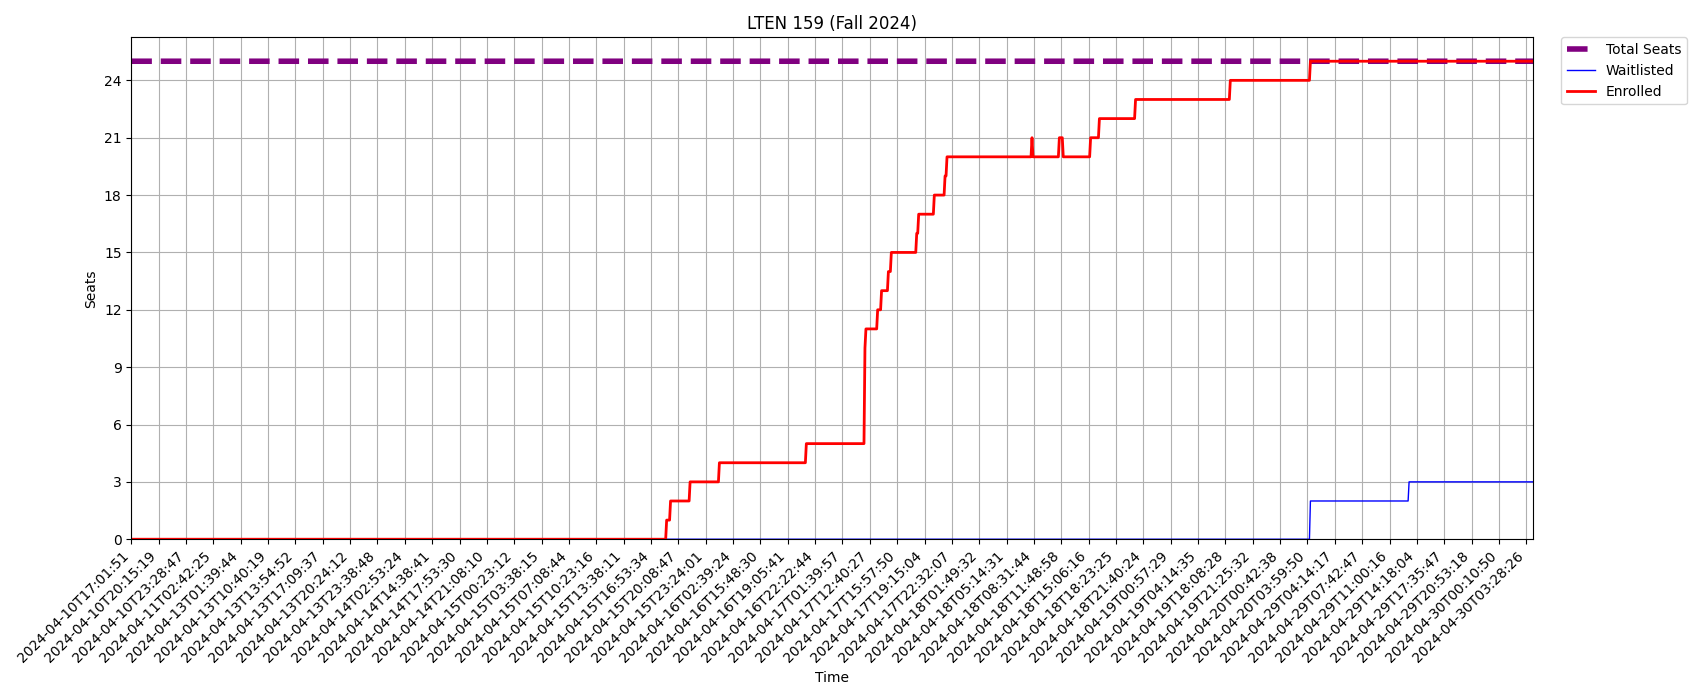 LTEN 159 (Fall 2024)
Total Seats
Waitlisted
Enrolled
Seats
24
21
18
15
12
9
6
3
0
2024-04-10T17:01:51
2024-04-10T20:15:19
2024-04-10T23:28:47
2024-04-11T02:42:25
2024-04-13T01:39:44
2024-04-13T10:40:19
2024-04-13T13:54:52
2024-04-13T17:09:37
2024-04-13T20:24:12
2024-04-13T23:38:48
2024-04-14T02:53:24
2024-04-14T14:38:41
2024-04-14T17:53:30
2024-04-14T21:08:10
2024-04-15T00:23:12
2024-04-15T03:38:15
2024-04-15T07:08:44
2024-04-15T10:23:16
2024-04-15T13:38:11
2024-04-15T16:53:34
2024-04-15T20:08:47
2024-04-15T23:24:01
2024-04-16T02:39:24
2024-04-16T15:48:30
2024-04-16T19:05:41
2024-04-16T22:22:44
2024-04-17T01:39:57
2024-04-17T12:40:27
2024-04-17T15:57:50
2024-04-17T19:15:04
2024-04-17T22:32:07
2024-04-18T01:49:32
2024-04-18T05:14:31
2024-04-18T08:31:44
2024-04-18T11:48:58
2024-04-18T15:06:16
2024-04-18T18:23:25
2024-04-18T21:40:24
2024-04-19T00:57:29
2024-04-19T04:14:35
2024-04-19T18:08:28
2024-04-19T21:25:32
2024-04-20T00:42:38
2024-04-20T03:59:50
2024-04-29T04:14:17
2024-04-29T07:42:47
2024-04-29T11:00:16
2024-04-29T14:18:04
2024-04-29T17:35:47
2024-04-29T20:53:18
2024-04-30T00:10:50
2024-04-30T03:28:26
Time